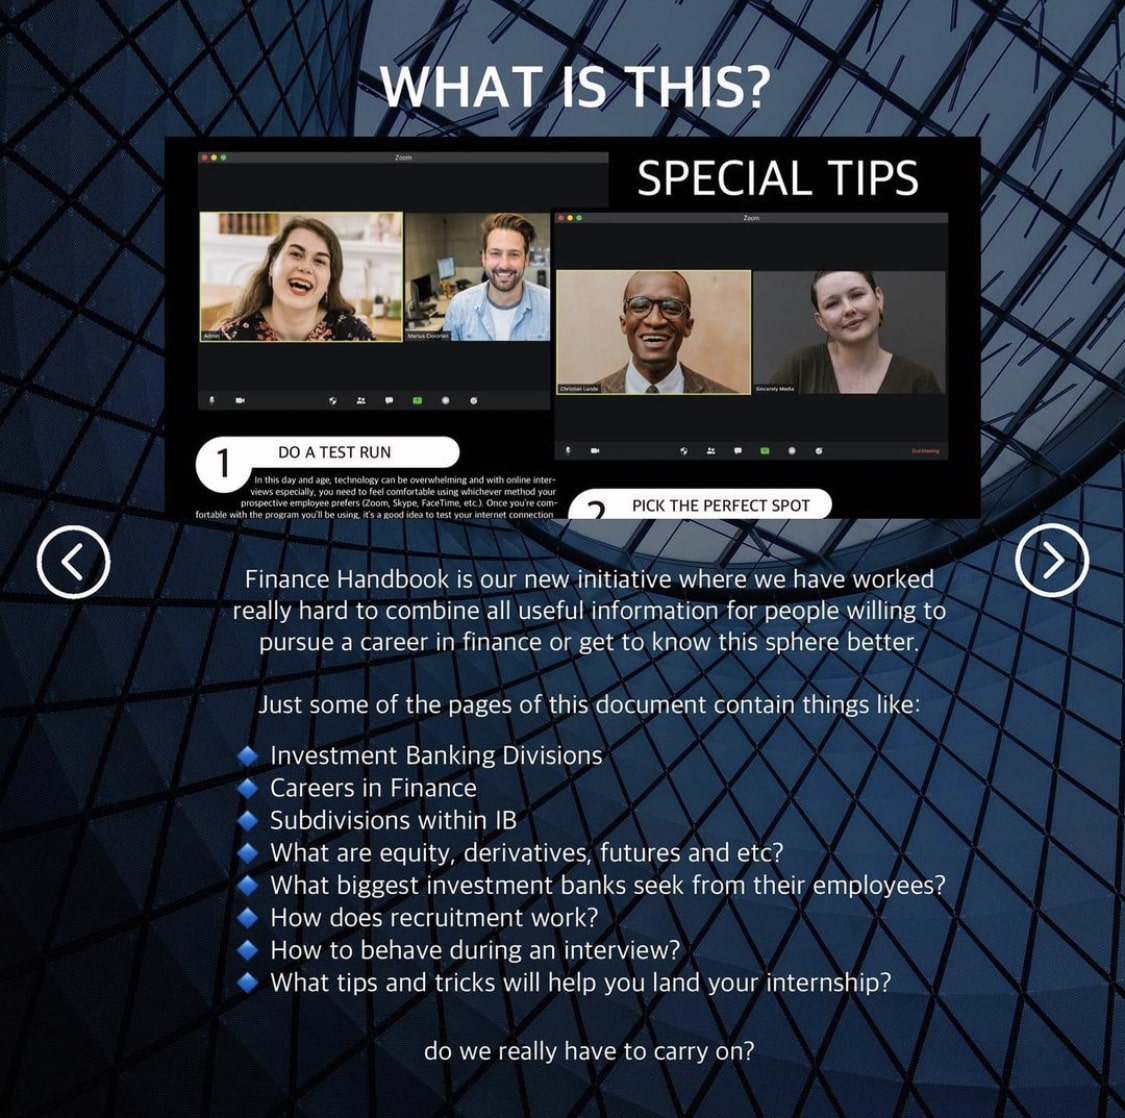 WHAT IS THIS?
SPECIAL TIPS
Zoom
Zoom
Admin
Marius Ciocirlan
Christian Lunde
Sincerely Media
End Meeting
1 DO A TEST RUN
In this day and age, technology can be overwhelming and with online inter-
views especially, you need to feel comfortable using whichever method your
prospective employee prefers (Zoom, Skype, FaceTime, etc.). Once you're com-
fortable with the program you'll be using, it's a good idea to test your internet connection
2 PICK THE PERFECT SPOT
Finance Handbook is our new initiative where we have worked
really hard to combine all useful information for people willing to
pursue a career in finance or get to know this sphere better.
Just some of the pages of this document contain things like:
Investment Banking Divisions
Careers in Finance
Subdivisions within IB
What are equity, derivatives, futures and etc?
What biggest investment banks seek from their employees?
How does recruitment work?
How to behave during an interview?
What tips and tricks will help you land your internship?
do we really have to carry on?